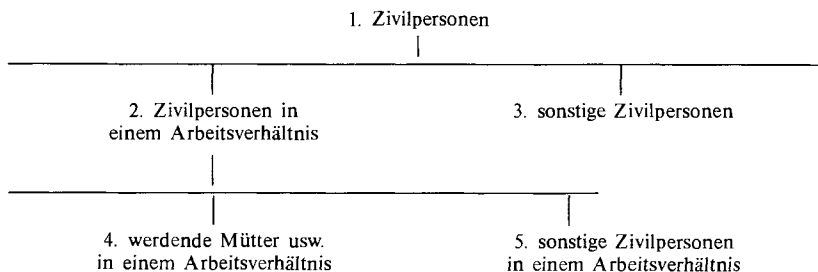 1. Zivilpersonen
2. Zivilpersonen in
einem Arbeitsverhältnis
3. sonstige Zivilpersonen
4. werdende Mütter usw.
in einem Arbeitsverhältnis
5. sonstige Zivilpersonen
in einem Arbeitsverhältnis